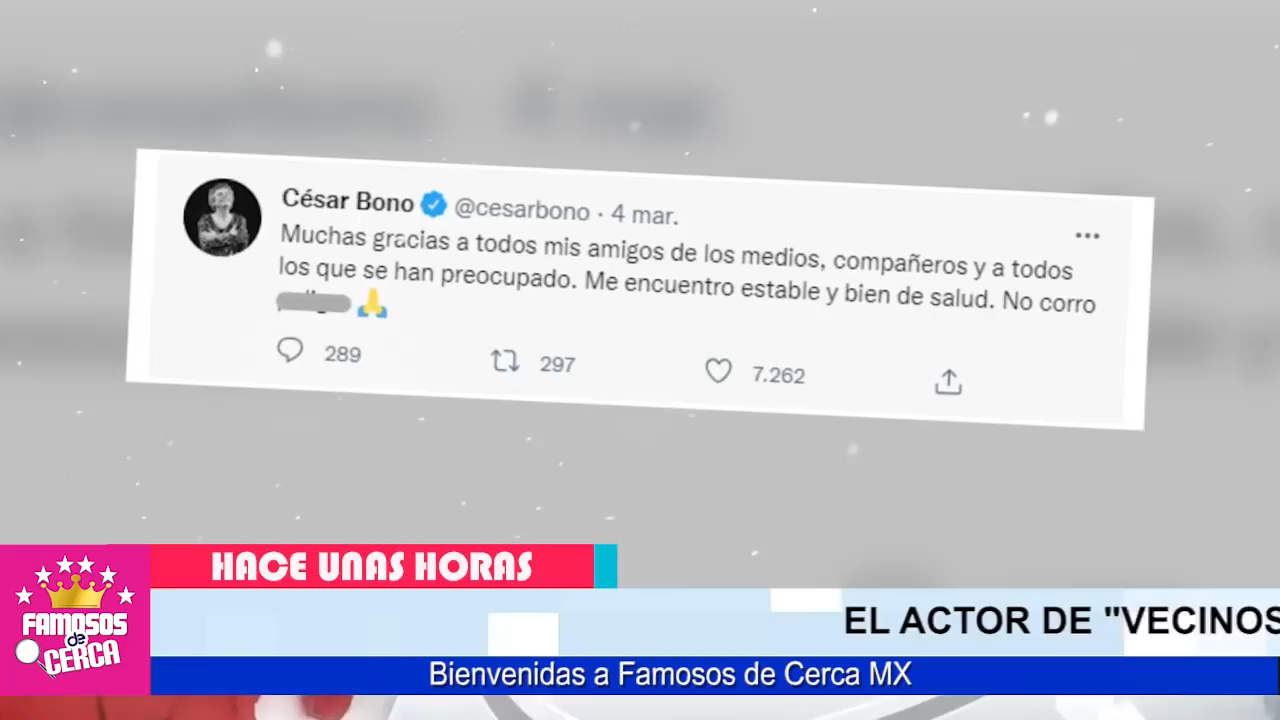 César Bono @cesarbono · 4 mar.
Muchas gracias a todos mis amigos de los medios, compañeros y a todos
los que se han preocupado. Me encuentro estable y bien de salud. No corro
🙏
289 297 7.262
HACE UNAS HORAS
FAMOSOS
de
CERCA
EL ACTOR DE "VECINOS
Bienvenidas a Famosos de Cerca MX